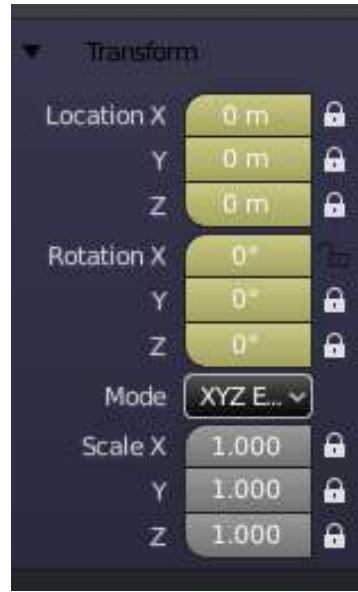 Transform
Location X 0 m
Y 0 m
Z 0 m
Rotation X 0°
Y 0°
Z 0°
Mode XYZ E...
Scale X 1.000
Y 1.000
Z 1.000